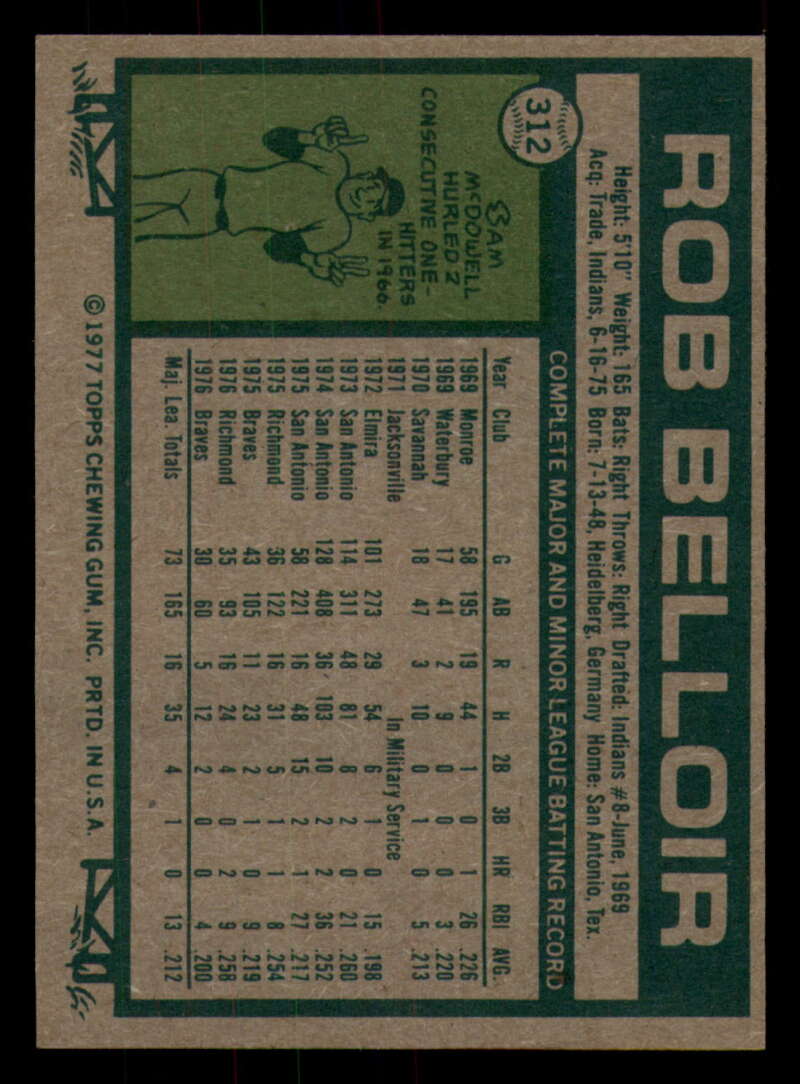 ROB BELLOIR
312
Height: 5'10" Weight: 165 Bats: Right Throws: Right Drafted: Indians #8-June, 1969
Acq: Trade, Indians, 6-16-75 Born: 7-13-48, Heidelberg, Germany Home: San Antonio, Tex.
COMPLETE MAJOR AND MINOR LEAGUE BATTING RECORD
SAM
McDOWELL
HURLED 2
CONSECUTIVE ONE-
HITTERS
IN 1966.
Year Club G AB R H 2B 3B HR RBI AVG.
1969 Monroe 58 195 19 44 1 0 1 26 .226
1969 Waterbury 17 41 2 9 0 0 0 3 .220
1970 Savannah 18 47 3 10 0 1 0 5 .213
1971 Jacksonville In Military Service
1972 Elmira 101 273 29 54 6 1 0 15 .198
1973 San Antonio 114 311 48 81 8 2 0 21 .260
1974 San Antonio 128 408 36 103 10 2 2 36 .252
1975 San Antonio 58 221 16 48 15 2 1 27 .217
1975 Richmond 36 122 16 31 5 1 1 8 .254
1975 Braves 43 105 11 23 2 1 0 9 .219
1976 Richmond 35 93 16 24 4 0 2 9 .258
1976 Braves 30 60 5 12 2 0 0 4 .200
Maj. Lea. Totals 73 165 16 35 4 1 0 13 .212
©1977 TOPPS CHEWING GUM, INC. PRTD. IN U.S.A.